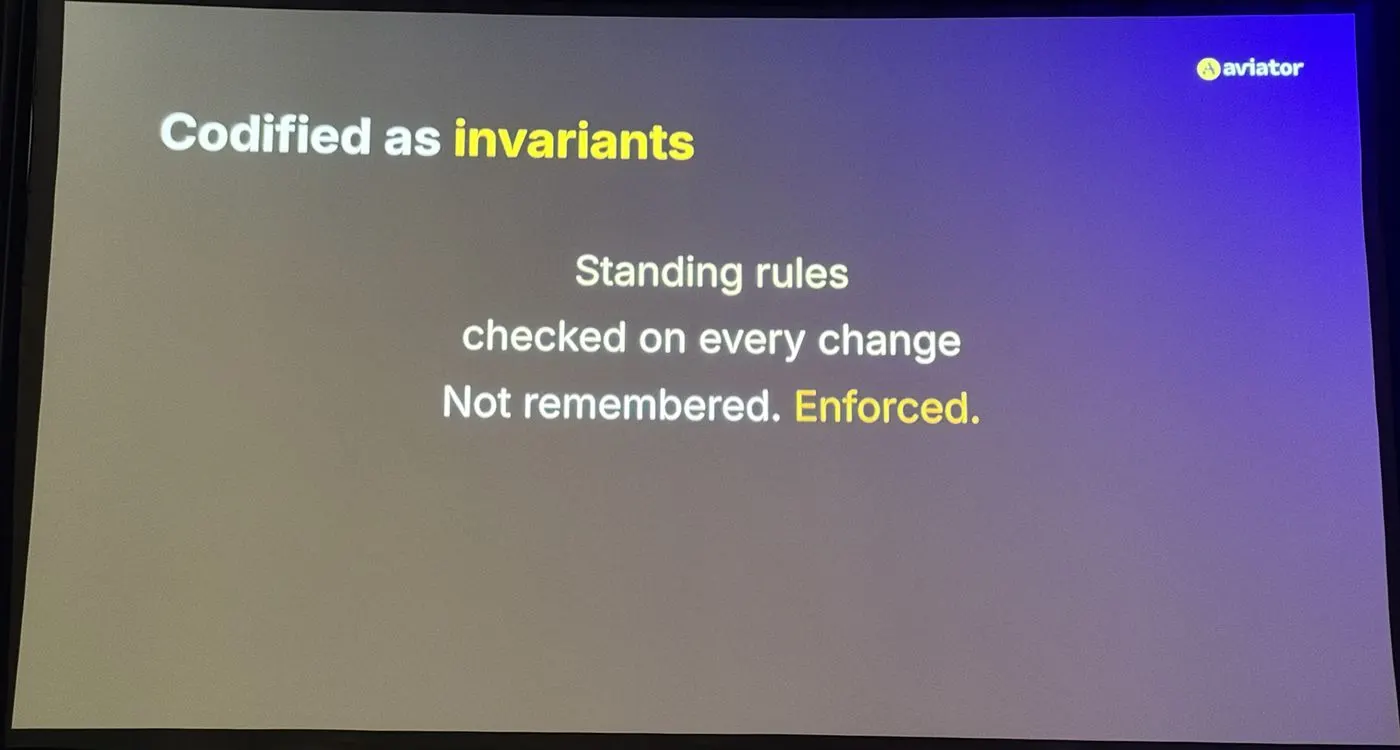 aviator
Codified as invariants
Standing rules
checked on every change
Not remembered. Enforced.